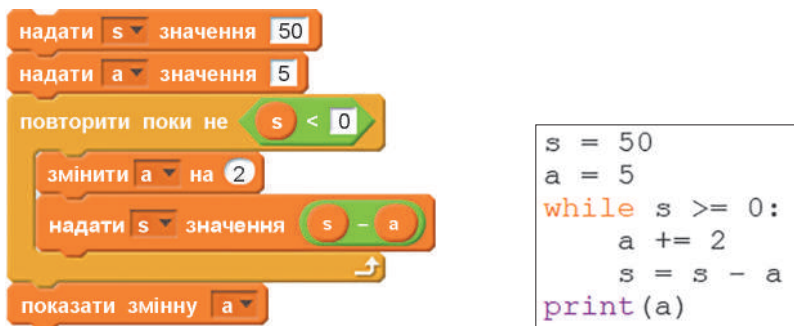 надати s значення 50
надати a значення 5
повторити поки не s < 0
змінити a на 2
надати s значення s - a
показати змінну a
s = 50
a = 5
while s >= 0:
    a += 2
    s = s - a
print(a)